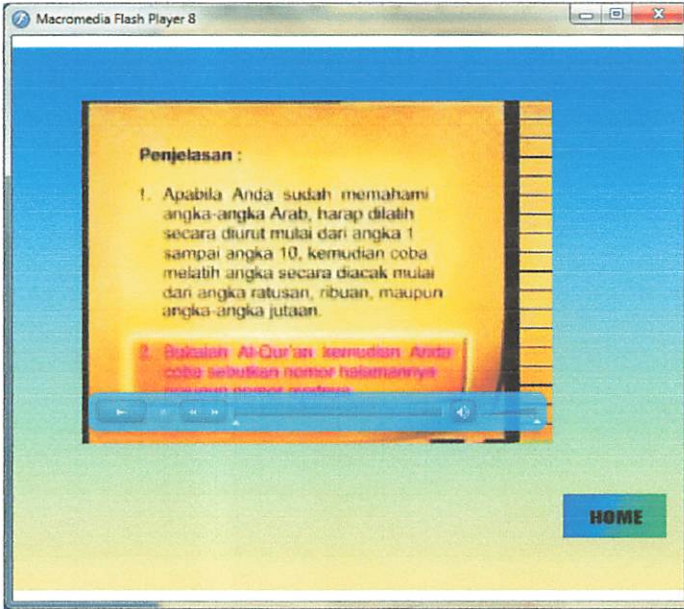 Macromedia Flash Player 8
Penjelasan :
1. Apabila Anda sudah memahami
angka-angka Arab, harap dilatih
secara diurut mulai dari angka 1
sampai angka 10, kemudian coba
melatih angka secara diacak mulai
dari angka ratusan, ribuan, maupun
angka-angka jutaan.
2. Bukalah Al-Qur'an kemudian Anda
coba sebutkan nomor halamannya
maupun nomor
HOME